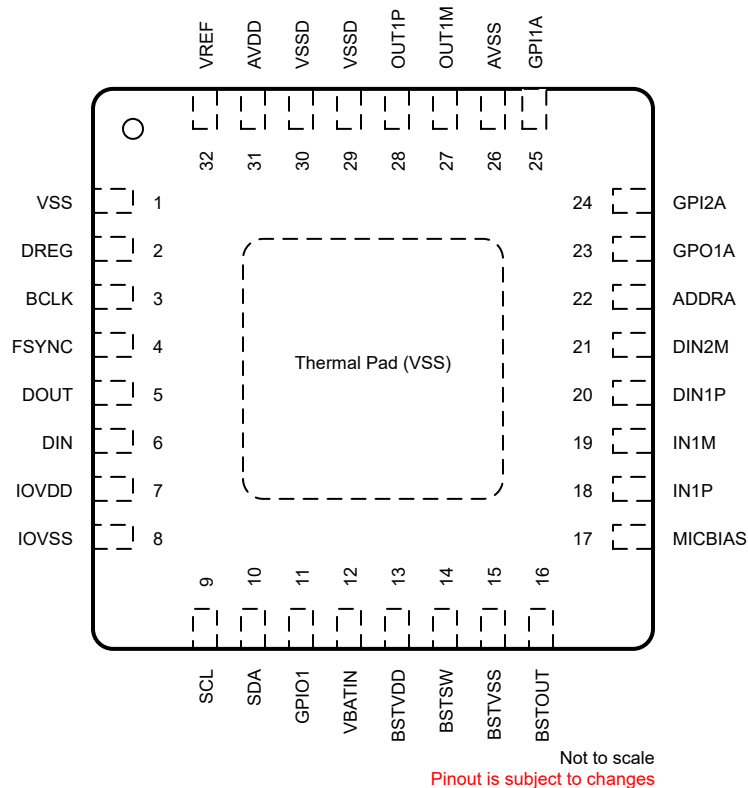 VREF
AVDD
VSSD
VSSD
OUT1P
OUT1M
AVSS
GPI1A
32
31
30
29
28
27
26
25
VSS 1
DREG 2
BCLK 3
FSYNC 4
DOUT 5
DIN 6
IOVDD 7
IOVSS 8
Thermal Pad (VSS)
24 GPI2A
23 GPO1A
22 ADDRA
21 DIN2M
20 DIN1P
19 IN1M
18 IN1P
17 MICBIAS
9
10
11
12
13
14
15
16
SCL
SDA
GPIO1
VBATIN
BSTVDD
BSTSW
BSTVSS
BSTOUT
Not to scale
Pinout is subject to changes